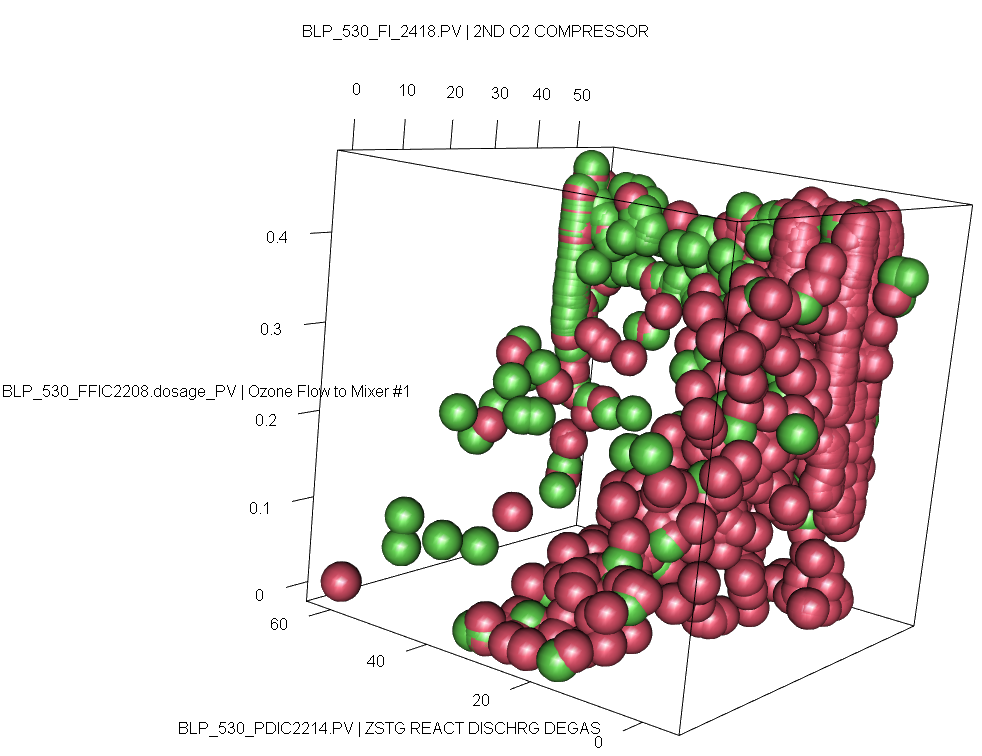 BLP_530_FI_2418.PV | 2ND O2 COMPRESSOR
0 10 20 30 40 50
0.4
0.3
BLP_530_FFIC2208.dosage_PV | Ozone Flow to Mixer #1
0.2
0.1
0
60
40
20
BLP_530_PDIC2214.PV | ZSTG REACT DISCHRG DEGAS
0